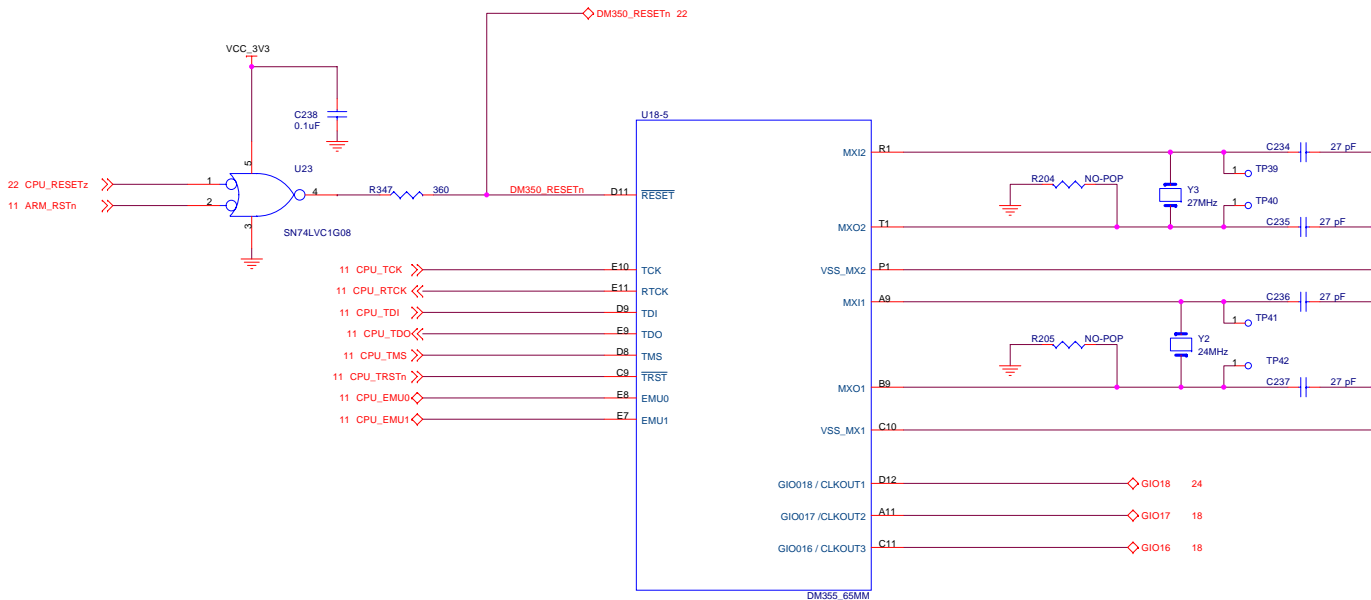 DM350_RESETn 22
VCC_3V3
C238
0.1uF
U18-5
5
U23
22 CPU_RESETz
1
4
R347
360
DM350_RESETn
D11
RESET
11 ARM_RSTn
2
3
SN74LVC1G08
11 CPU_TCK
E10
TCK
11 CPU_RTCK
E11
RTCK
11 CPU_TDI
D9
TDI
11 CPU_TDO
E9
TDO
11 CPU_TMS
D8
TMS
11 CPU_TRSTn
C9
TRST
11 CPU_EMU0
E8
EMU0
11 CPU_EMU1
E7
EMU1
MXI2
R1
C234
27 pF
1
TP39
R204
NO-POP
Y3
27MHz
1
TP40
MXO2
T1
C235
27 pF
VSS_MX2
P1
MXI1
A9
C236
27 pF
1
TP41
R205
NO-POP
Y2
24MHz
1
TP42
MXO1
B9
C237
27 pF
VSS_MX1
C10
GIO018 / CLKOUT1
D12
GIO18 24
GIO017 /CLKOUT2
A11
GIO17 18
GIO016 / CLKOUT3
C11
GIO16 18
DM355_65MM